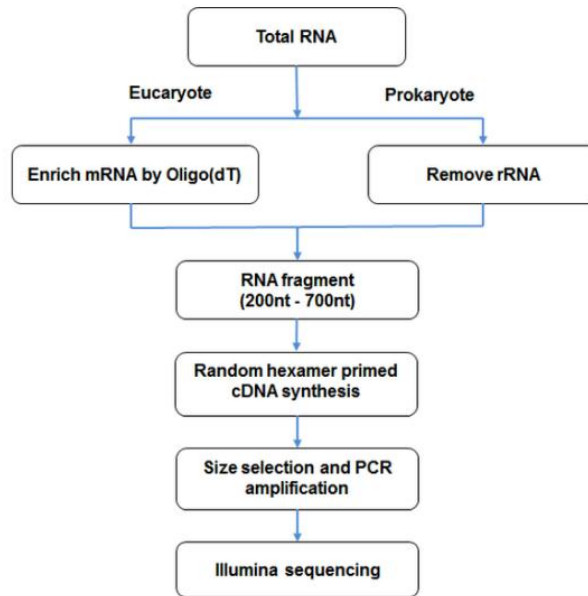 Total RNA
Eucaryote
Prokaryote
Enrich mRNA by Oligo(dT)
Remove rRNA
RNA fragment
(200nt - 700nt)
Random hexamer primed
cDNA synthesis
Size selection and PCR
amplification
Illumina sequencing